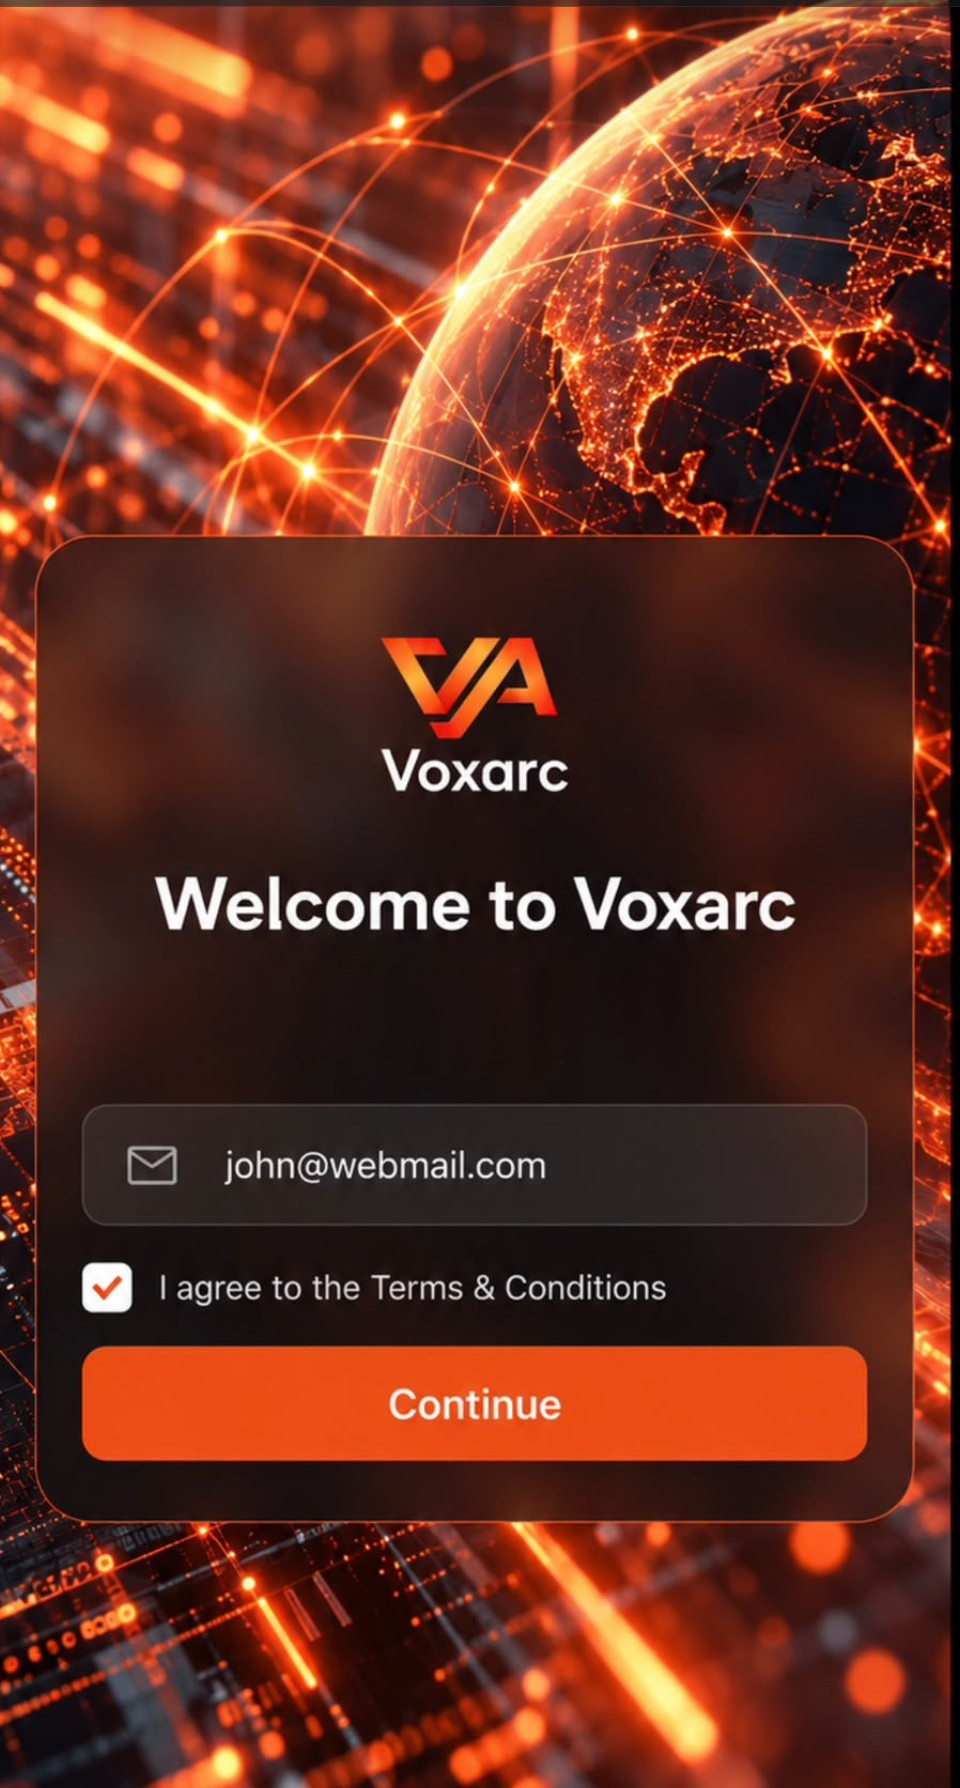 VA
Voxarc
Welcome to Voxarc
john@webmail.com
I agree to the Terms & Conditions
Continue